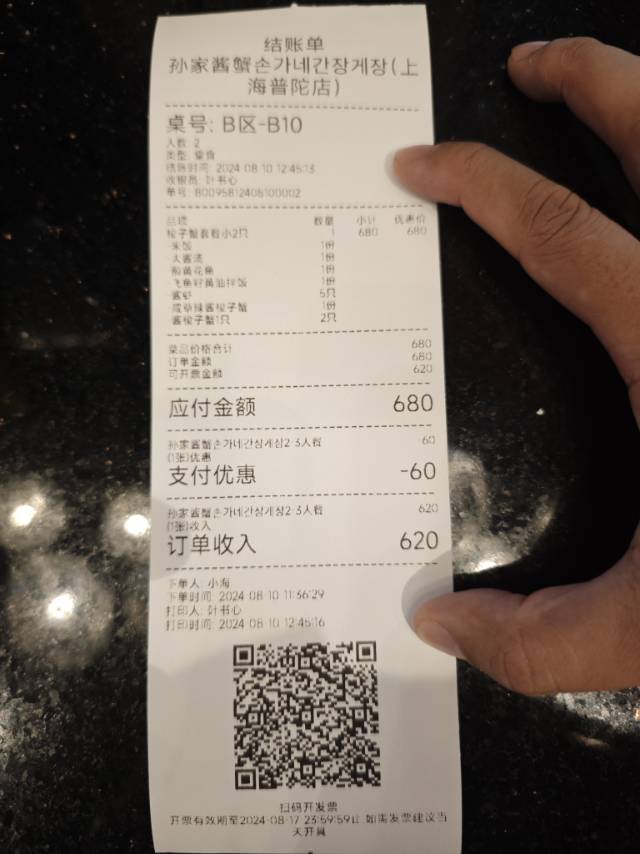 结账单
孙家酱蟹손가네간장게장(上
海普陀店)
桌号: B区-B10
人数: 2
类型: 堂食
结账时间: 2024-08-10 12:45:13
收银员: 叶书心
单号: 80095812408100002
品项 数量 小计 优惠价
梭子蟹套餐小2只 1 680 680
·米饭 1份
·大酱汤 1份
·煎黄花鱼 1份
·飞鱼籽黄油拌饭 1份
·酱虾 5只
·咸草辣酱梭子蟹 1份
·酱梭子蟹1只 2只
菜品价格合计 680
订单金额 680
可开票金额 620
应付金额 680
孙家酱蟹손가네간장게장2-3人餐 -60
(1张)优惠
支付优惠 -60
孙家酱蟹손가네간장게장2-3人餐 620
(1张)收入
订单收入 620
下单人: 小海
下单时间: 2024-08-10 11:36:29
打印人: 叶书心
打印时间: 2024-08-10 12:45:16
扫码开发票
开票有效期至2024-08-17 23:59:59止,如需发票建议当
天开具